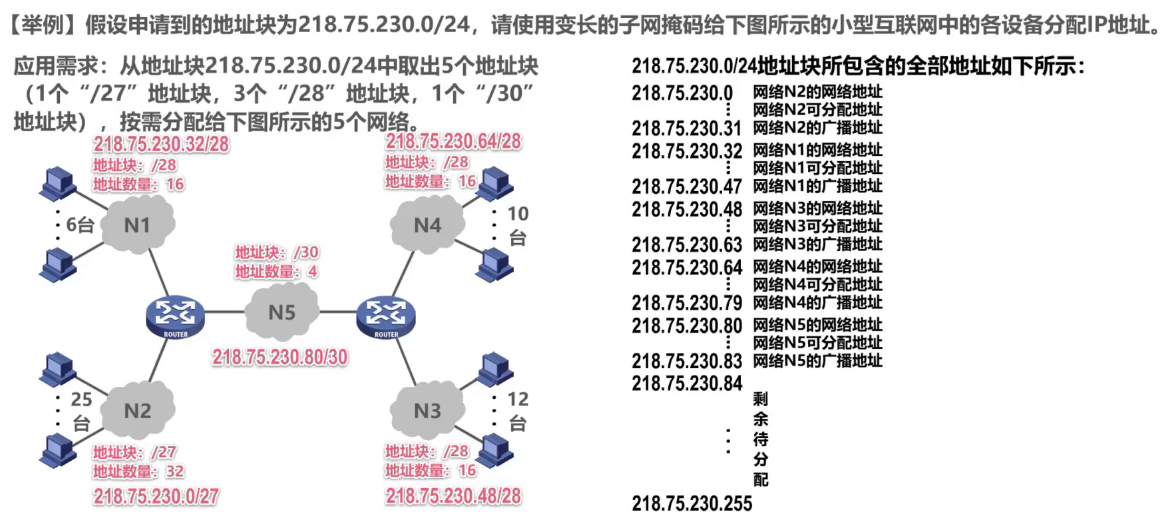 【举例】假设申请到的地址块为218.75.230.0/24，请使用变长的子网掩码给下图所示的小型互联网中的各设备分配IP地址。
应用需求：从地址块218.75.230.0/24中取出5个地址块
（1个“/27”地址块，3个“/28”地址块，1个“/30”
地址块），按需分配给下图所示的5个网络。
218.75.230.32/28
地址块：/28
地址数量：16
N1
6台
218.75.230.64/28
地址块：/28
地址数量：16
N4
10
台
地址块：/30
地址数量：4
N5
ROUTER
ROUTER
218.75.230.80/30
25
台
N2
地址块：/27
地址数量：32
218.75.230.0/27
N3
12
台
地址块：/28
地址数量：16
218.75.230.48/28
218.75.230.0/24地址块所包含的全部地址如下所示：
218.75.230.0 网络N2的网络地址
网络N2可分配地址
218.75.230.31 网络N2的广播地址
218.75.230.32 网络N1的网络地址
网络N1可分配地址
218.75.230.47 网络N1的广播地址
218.75.230.48 网络N3的网络地址
网络N3可分配地址
218.75.230.63 网络N3的广播地址
218.75.230.64 网络N4的网络地址
网络N4可分配地址
218.75.230.79 网络N4的广播地址
218.75.230.80 网络N5的网络地址
网络N5可分配地址
218.75.230.83 网络N5的广播地址
218.75.230.84
剩
余
待
分
配
218.75.230.255